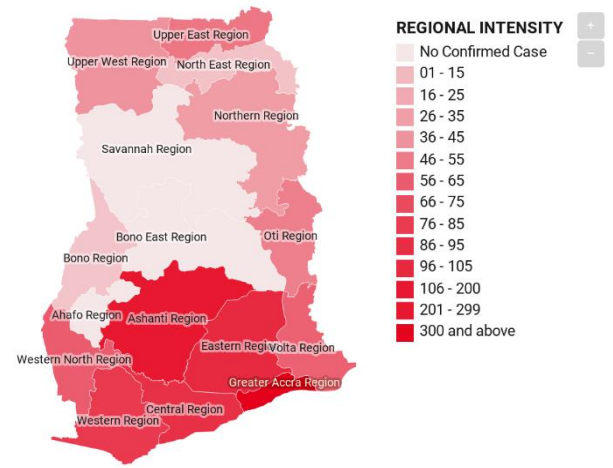 Upper East Region
Upper West Region
North East Region
Northern Region
Savannah Region
Bono East Region
Oti Region
Bono Region
Ahafo Region
Ashanti Region
Eastern Regi
Volta Region
Western North Region
Greater Accra Region
Central Region
Western Region
REGIONAL INTENSITY
No Confirmed Case
01 - 15
16 - 25
26 - 35
36 - 45
46 - 55
56 - 65
66 - 75
76 - 85
86 - 95
96 - 105
106 - 200
201 - 299
300 and above
+
−